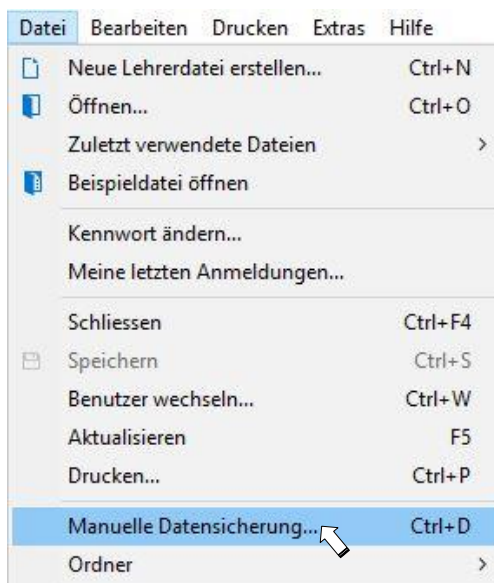 Datei Bearbeiten Drucken Extras Hilfe
Neue Lehrerdatei erstellen... Ctrl+N
Öffnen... Ctrl+O
Zuletzt verwendete Dateien >
Beispieldatei öffnen
Kennwort ändern...
Meine letzten Anmeldungen...
Schliessen Ctrl+F4
Speichern Ctrl+S
Benutzer wechseln... Ctrl+W
Aktualisieren F5
Drucken... Ctrl+P
Manuelle Datensicherung... Ctrl+D
Ordner >